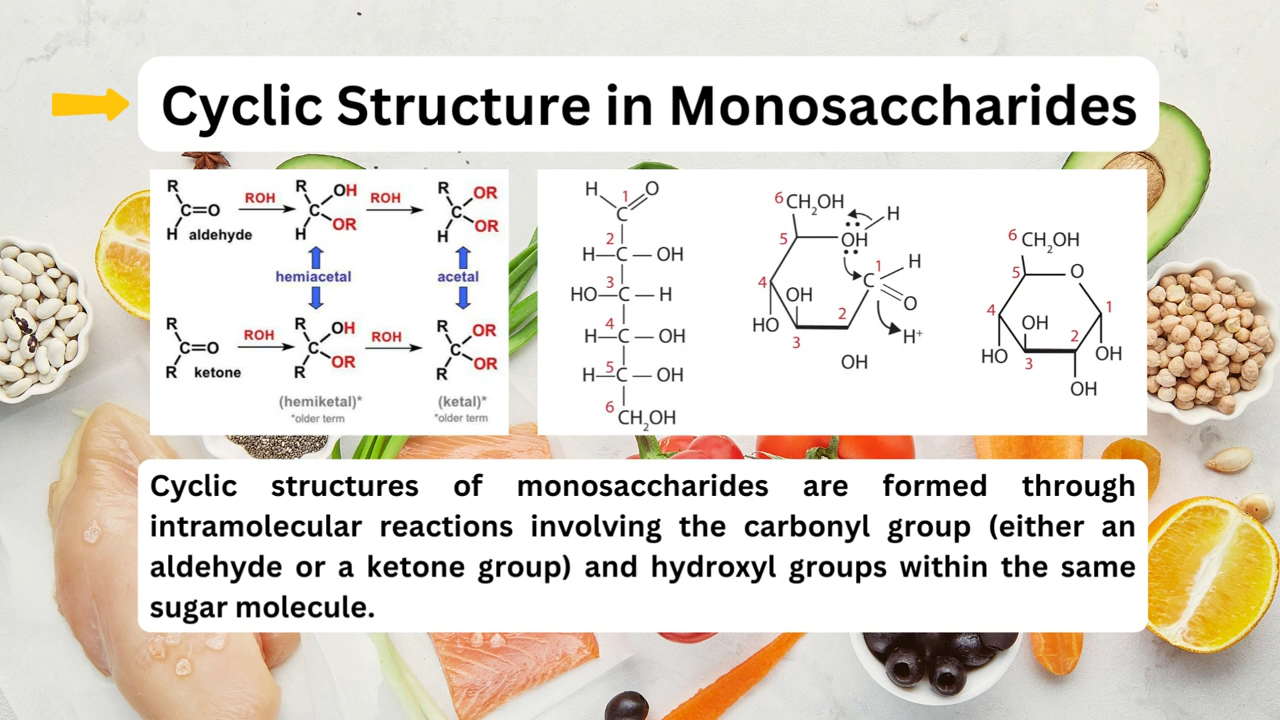 Cyclic Structure in Monosaccharides
R
C=O
H aldehyde
ROH
R OH
C
H OR
ROH
R OR
C
H OR
hemiacetal
acetal
R
C=O
R ketone
ROH
R OH
C
R OR
ROH
R OR
C
R OR
(hemiketal)*
*older term
(ketal)*
*older term
H 1 O
C
2
H—C—OH
3
HO—C—H
4
H—C—OH
5
H—C—OH
6
CH2OH
6 CH2OH
H
5 OH
1 H
4 C
OH O
2
HO H+
3
OH
6 CH2OH
5 O
4 1
OH 2
HO 3 OH
OH
Cyclic structures of monosaccharides are formed through
intramolecular reactions involving the carbonyl group (either an
aldehyde or a ketone group) and hydroxyl groups within the same
sugar molecule.